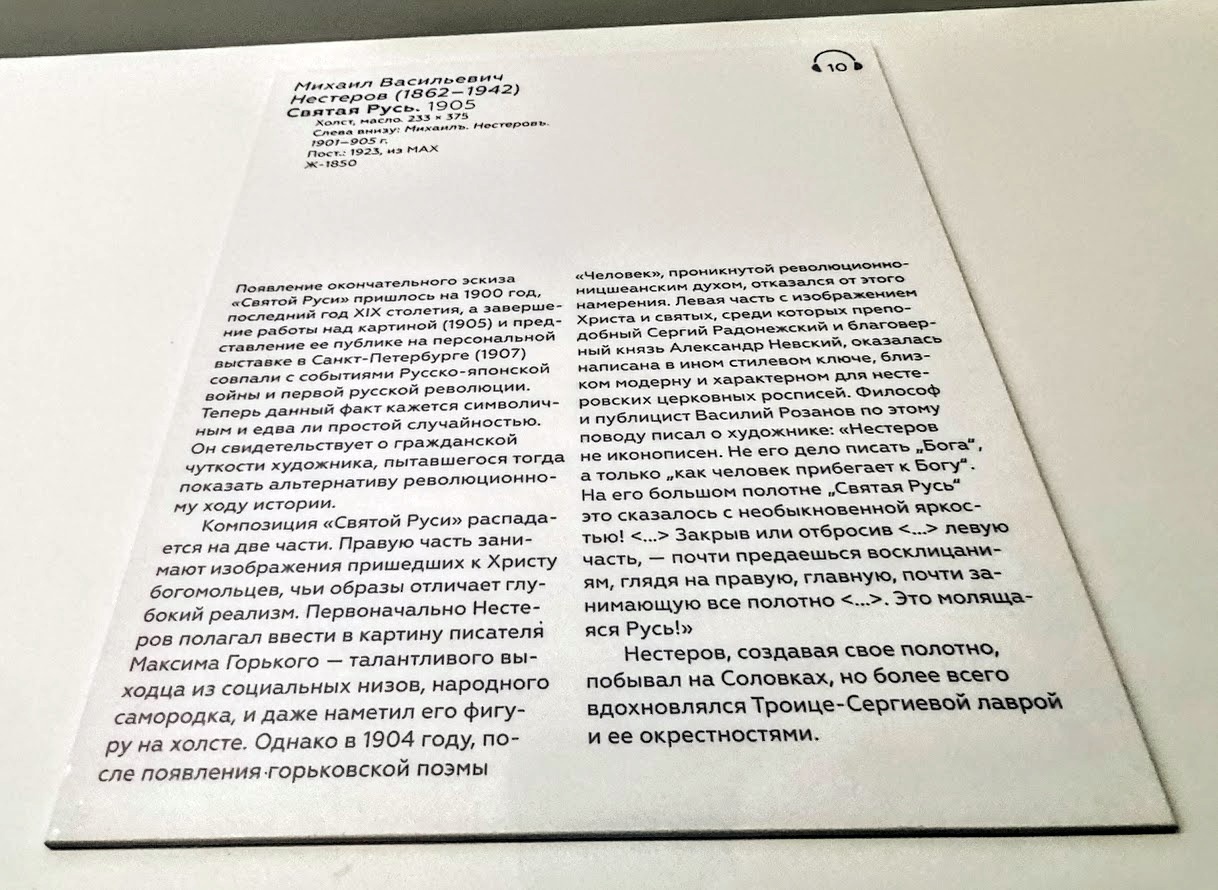 10
Михаил Васильевич
Нестеров (1862–1942)
Святая Русь. 1905
Холст, масло. 233 × 375
Слева внизу: Михаилъ. Нестеровъ.
1901–905 г.
Пост.: 1923, из МАХ
Ж-1850
Появление окончательного эскиза
«Святой Руси» пришлось на 1900 год,
последний год XIX столетия, а заверше-
ние работы над картиной (1905) и пред-
ставление ее публике на персональной
выставке в Санкт-Петербурге (1907)
совпали с событиями Русско-японской
войны и первой русской революции.
Теперь данный факт кажется символич-
ным и едва ли простой случайностью.
Он свидетельствует о гражданской
чуткости художника, пытавшегося тогда
показать альтернативу революционно-
му ходу истории.
Композиция «Святой Руси» распада-
ется на две части. Правую часть зани-
мают изображения пришедших к Христу
богомольцев, чьи образы отличает глу-
бокий реализм. Первоначально Несте-
ров полагал ввести в картину писателя
Максима Горького — талантливого вы-
ходца из социальных низов, народного
самородка, и даже наметил его фигу-
ру на холсте. Однако в 1904 году, по-
сле появления горьковской поэмы
«Человек», проникнутой революционно-
ницшеанским духом, отказался от этого
намерения. Левая часть с изображением
Христа и святых, среди которых препо-
добный Сергий Радонежский и благовер-
ный князь Александр Невский, оказалась
написана в ином стилевом ключе, близ-
ком модерну и характерном для несте-
ровских церковных росписей. Философ
и публицист Василий Розанов по этому
поводу писал о художнике: «Нестеров
не иконописен. Не его дело писать „Бога“,
а только „как человек прибегает к Богу“.
На его большом полотне „Святая Русь“
это сказалось с необыкновенной яркос-
тью! <...> Закрыв или отбросив <...> левую
часть, — почти предаешься восклицани-
ям, глядя на правую, главную, почти за-
нимающую все полотно <...>. Это моляща-
яся Русь!»
Нестеров, создавая свое полотно,
побывал на Соловках, но более всего
вдохновлялся Троице-Сергиевой лаврой
и ее окрестностями.